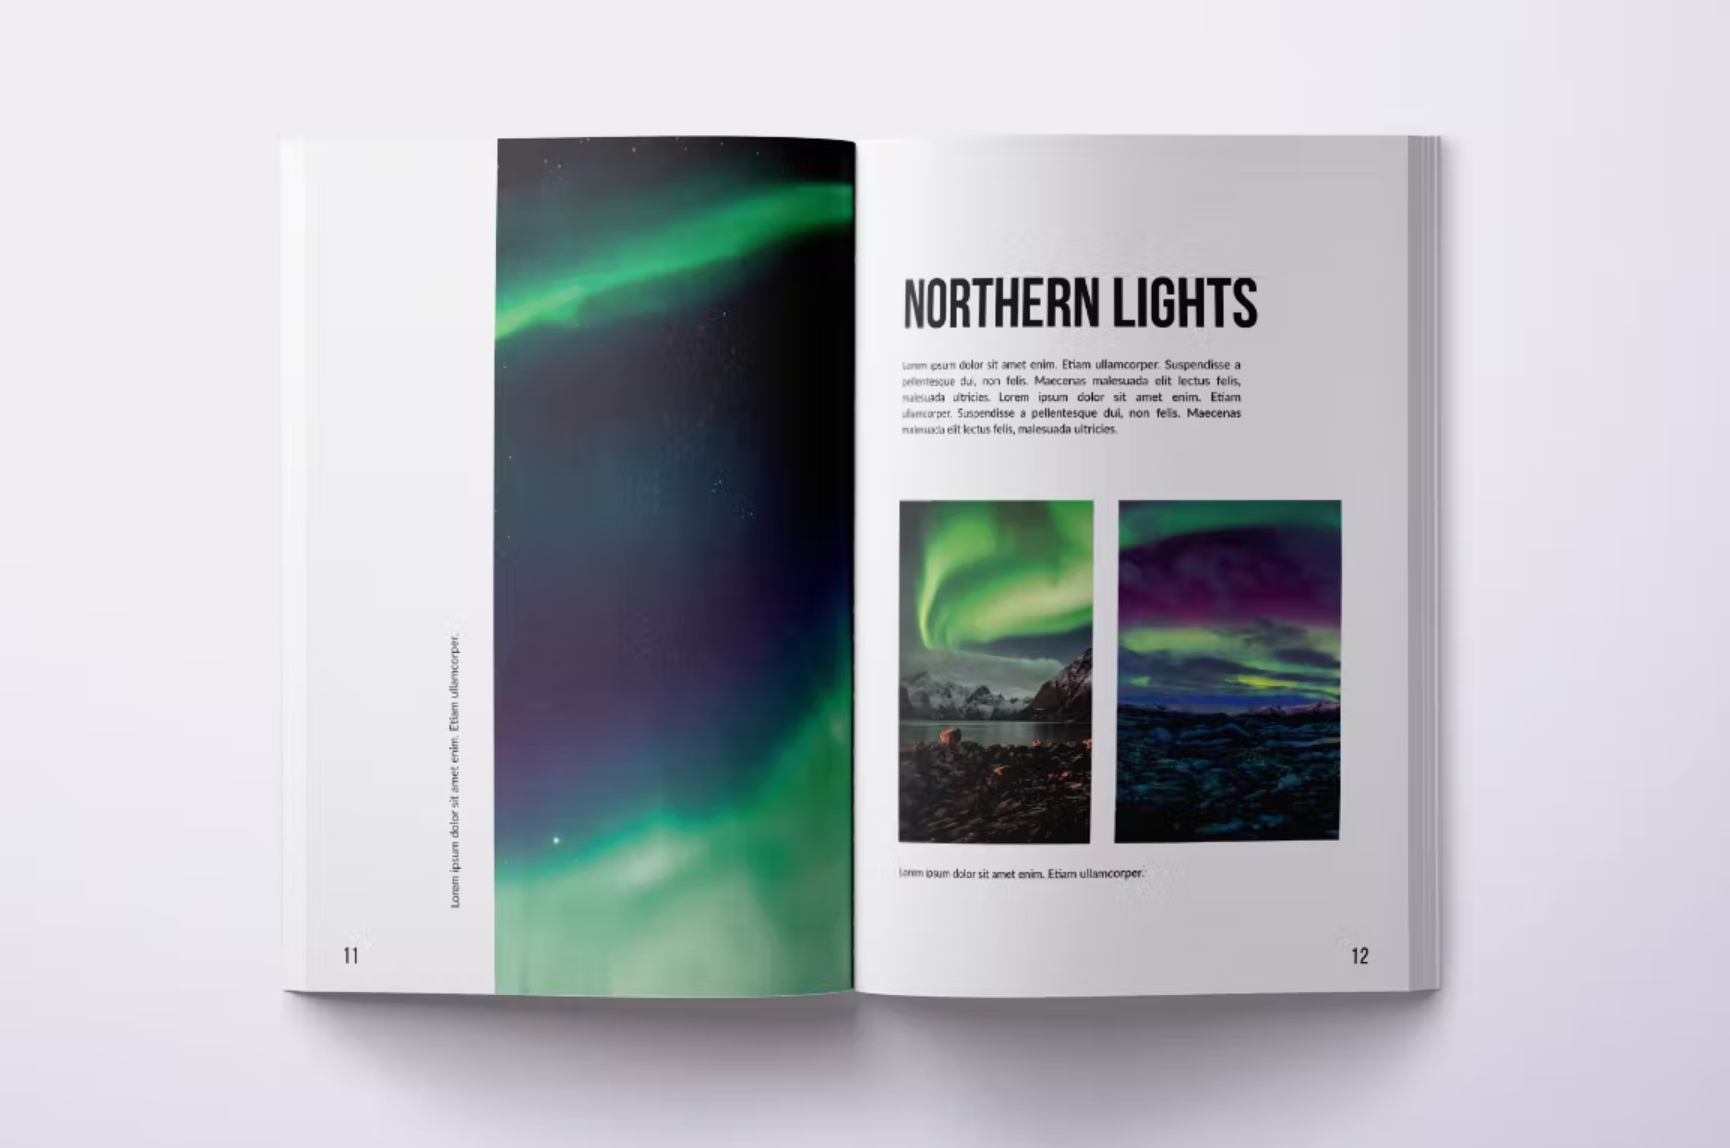 Lorem ipsum dolor sit amet enim. Etiam ullamcorper.
11
NORTHERN LIGHTS
Lorem ipsum dolor sit amet enim. Etiam ullamcorper. Suspendisse a
pellentesque dui, non felis. Maecenas malesuada elit lectus felis,
malesuada ultricies. Lorem ipsum dolor sit amet enim. Etiam
ullamcorper. Suspendisse a pellentesque dui, non felis. Maecenas
malesuada elit lectus felis, malesuada ultricies.
Lorem ipsum dolor sit amet enim. Etiam ullamcorper.
12